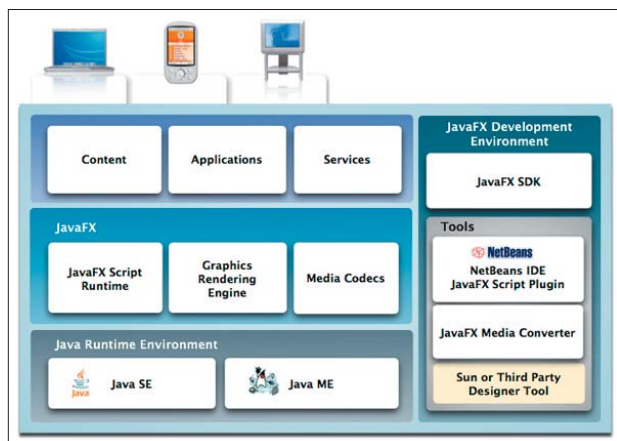 Content
Applications
Services
JavaFX
JavaFX Script
Runtime
Graphics
Rendering
Engine
Media Codecs
Java Runtime Environment
Java
Java SE
Java ME
JavaFX Development
Environment
JavaFX SDK
Tools
NetBeans
NetBeans IDE
JavaFX Script Plugin
JavaFX Media Converter
Sun or Third Party
Designer Tool